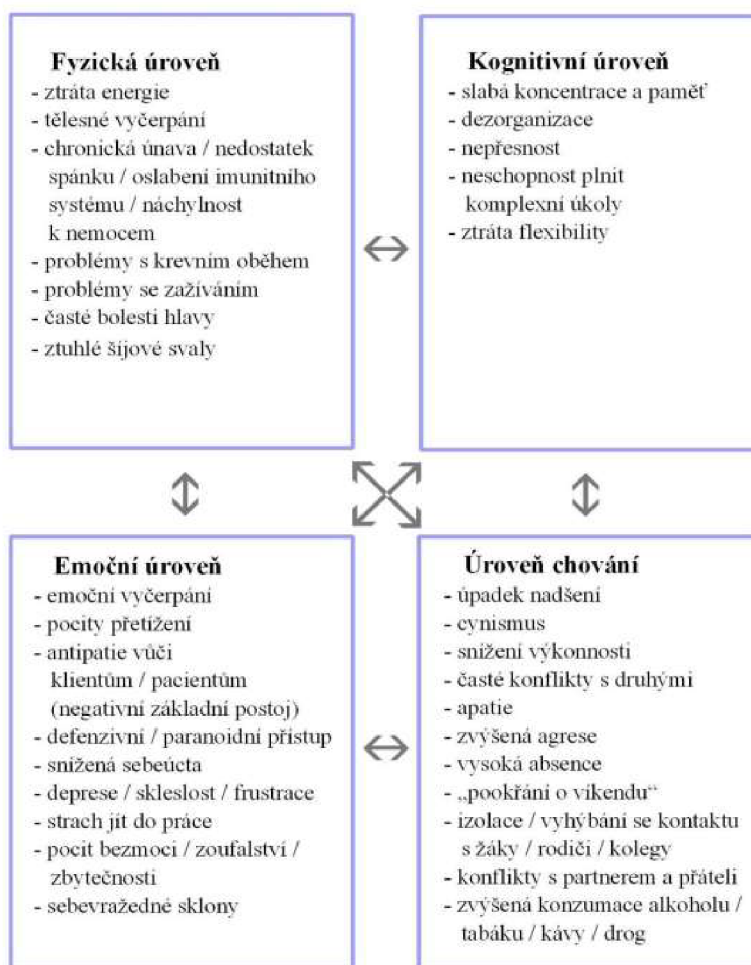 Fyzická úroveň
- ztráta energie
- tělesné vyčerpání
- chronická únava / nedostatek
spánku / oslabení imunitního
systému / náchylnost
k nemocem
- problémy s krevním oběhem
- problémy se zažíváním
- časté bolesti hlavy
- ztuhlé šíjové svaly
Kognitivní úroveň
- slabá koncentrace a paměť
- dezorganizace
- nepřesnost
- neschopnost plnit
komplexní úkoly
- ztráta flexibility
Emoční úroveň
- emoční vyčerpání
- pocity přetížení
- antipatie vůči
klientům / pacientům
(negativní základní postoj)
- defenzivní / paranoidní přístup
- snížená sebeúcta
- deprese / skleslost / frustrace
- strach jít do práce
- pocit bezmoci / zoufalství /
zbytečnosti
- sebevražedné sklony
Úroveň chování
- úpadek nadšení
- cynismus
- snížení výkonnosti
- časté konflikty s druhými
- apatie
- zvýšená agrese
- vysoká absence
- „pookřání o víkendu“
- izolace / vyhýbání se kontaktu
s žáky / rodiči / kolegy
- konflikty s partnerem a přáteli
- zvýšená konzumace alkoholu /
tabáku / kávy / drog